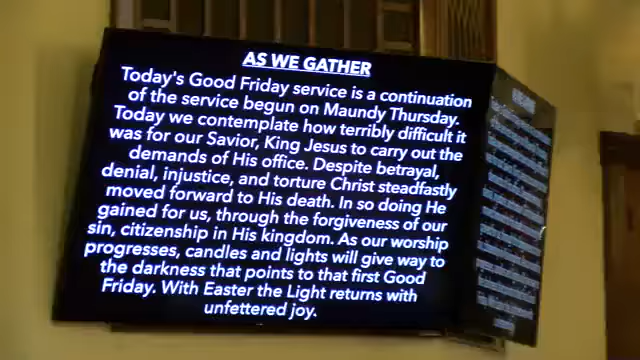 AS WE GATHER
Today's Good Friday service is a continuation
of the service begun on Maundy Thursday.
Today we contemplate how terribly difficult it
was for our Savior, King Jesus to carry out the
demands of His office. Despite betrayal,
denial, injustice, and torture Christ steadfastly
moved forward to His death. In so doing He
gained for us, through the forgiveness of our
sin, citizenship in His kingdom. As our worship
progresses, candles and lights will give way to
the darkness that points to that first Good
Friday. With Easter the Light returns with
unfettered joy.